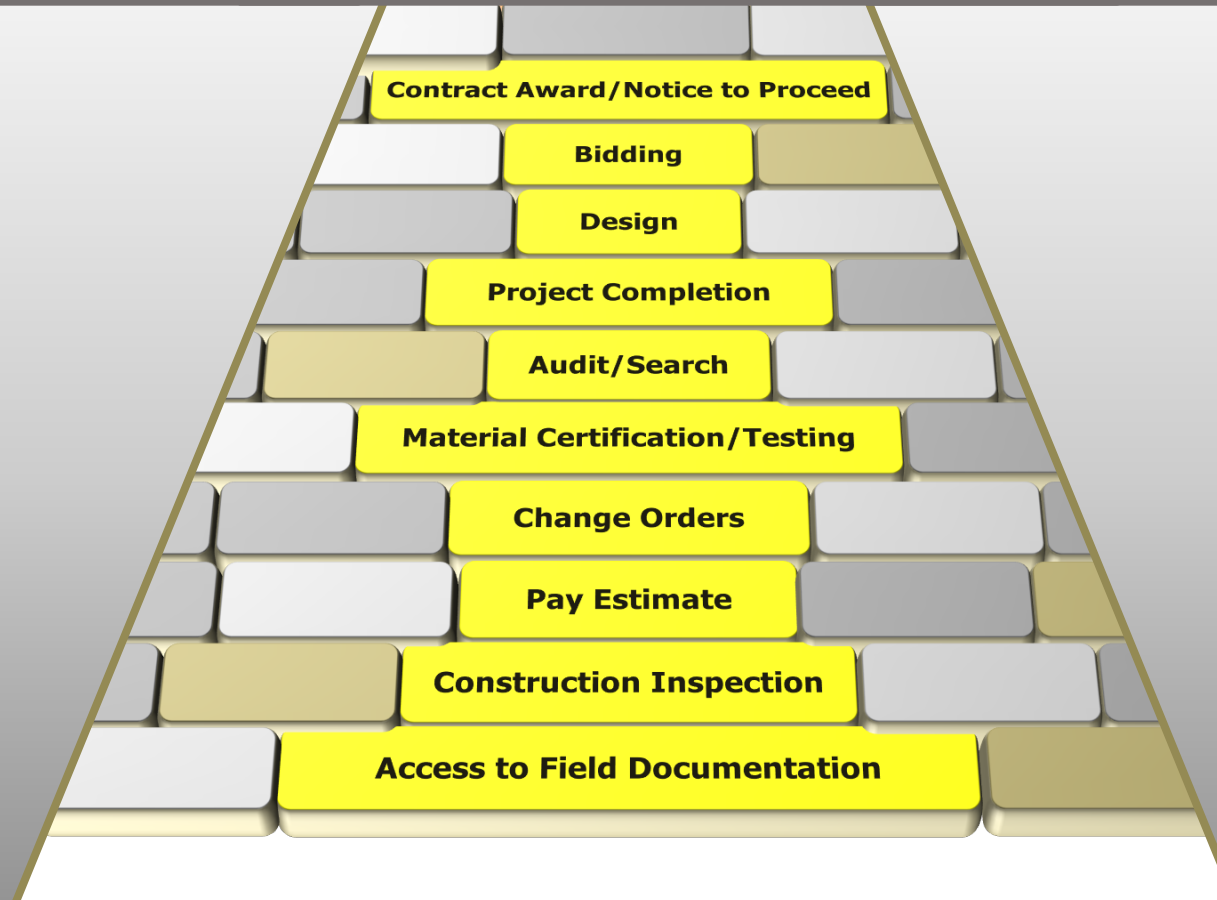 Contract Award/Notice to Proceed
Bidding
Design
Project Completion
Audit/Search
Material Certification/Testing
Change Orders
Pay Estimate
Construction Inspection
Access to Field Documentation